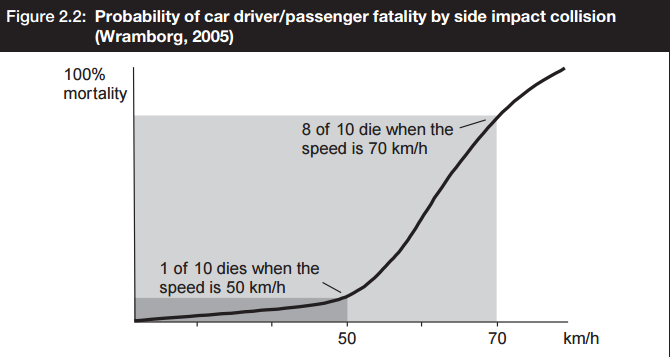 Figure 2.2: Probability of car driver/passenger fatality by side impact collision
(Wramborg, 2005)
100%
mortality
8 of 10 die when the
speed is 70 km/h
1 of 10 dies when the
speed is 50 km/h
50
70
km/h